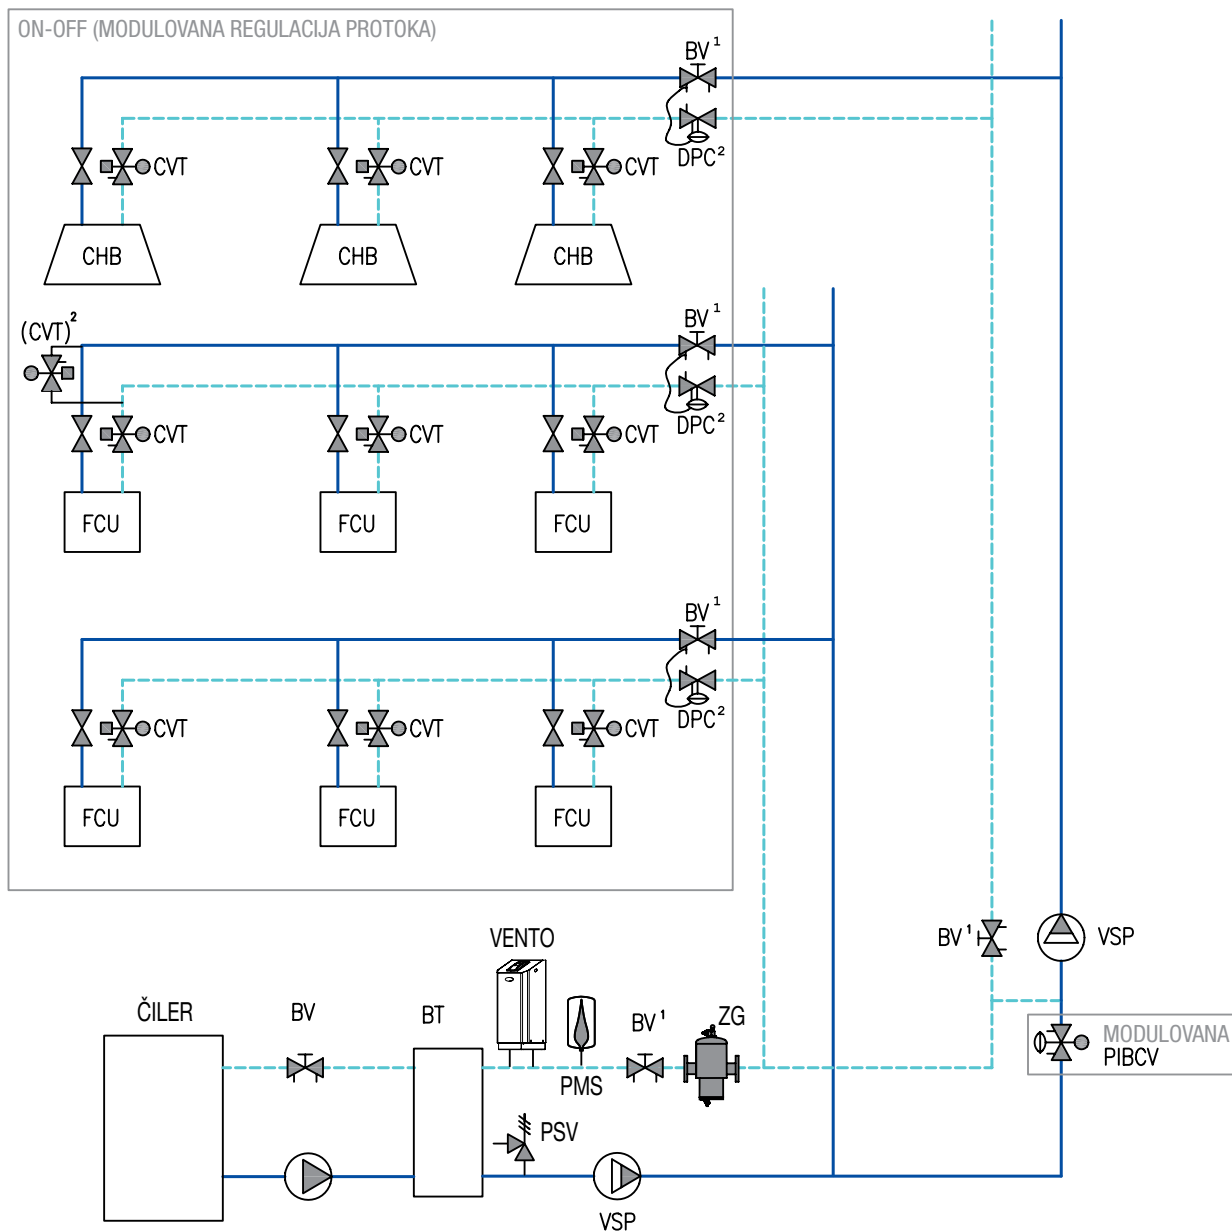 ON-OFF (MODULOVANA REGULACIJA PROTOKA)
BV¹
DPC²
CVT
CVT
CVT
CHB
CHB
CHB
(CVT)²
BV¹
DPC²
CVT
CVT
CVT
FCU
FCU
FCU
BV¹
DPC²
CVT
CVT
CVT
FCU
FCU
FCU
VENTO
BV¹
VSP
ČILER
BV
BT
BV¹
ZG
MODULOVANA
PIBCV
PMS
PSV
VSP